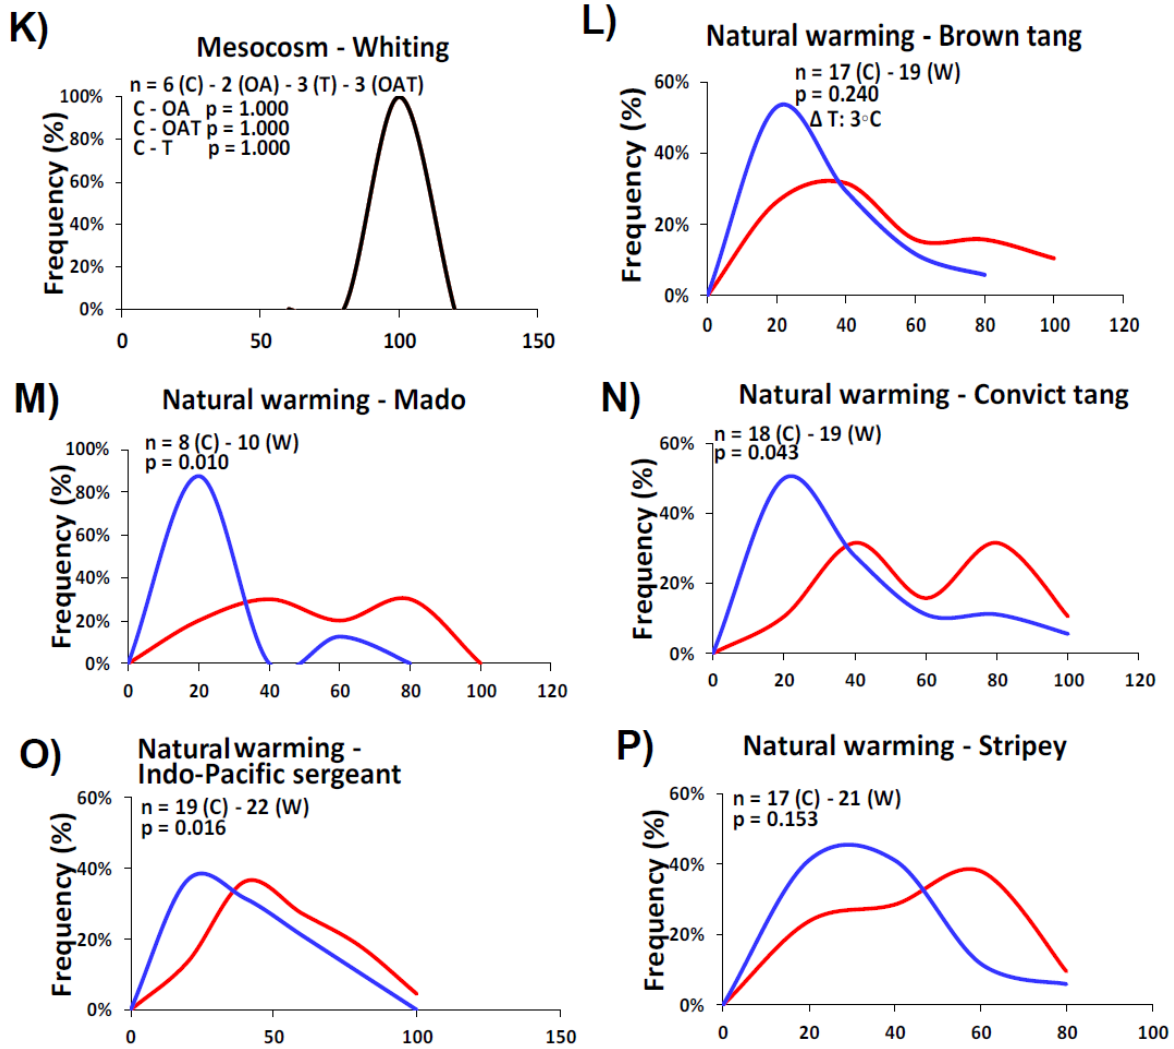 K)
Mesocosm - Whiting
n = 6 (C) - 2 (OA) - 3 (T) - 3 (OAT)
C - OA p = 1.000
C - OAT p = 1.000
C - T p = 1.000
Frequency (%)
100%
80%
60%
40%
20%
0%
0 50 100 150
L)
Natural warming - Brown tang
n = 17 (C) - 19 (W)
p = 0.240
Δ T: 3◦C
Frequency (%)
60%
40%
20%
0%
0 20 40 60 80 100 120
M)
Natural warming - Mado
n = 8 (C) - 10 (W)
p = 0.010
Frequency (%)
100%
80%
60%
40%
20%
0%
0 20 40 60 80 100 120
N)
Natural warming - Convict tang
n = 18 (C) - 19 (W)
p = 0.043
Frequency (%)
60%
40%
20%
0%
0 20 40 60 80 100 120
O)
Natural warming -
Indo-Pacific sergeant
n = 19 (C) - 22 (W)
p = 0.016
Frequency (%)
60%
40%
20%
0%
0 50 100 150
P)
Natural warming - Stripey
n = 17 (C) - 21 (W)
p = 0.153
Frequency (%)
60%
40%
20%
0%
0 20 40 60 80 100